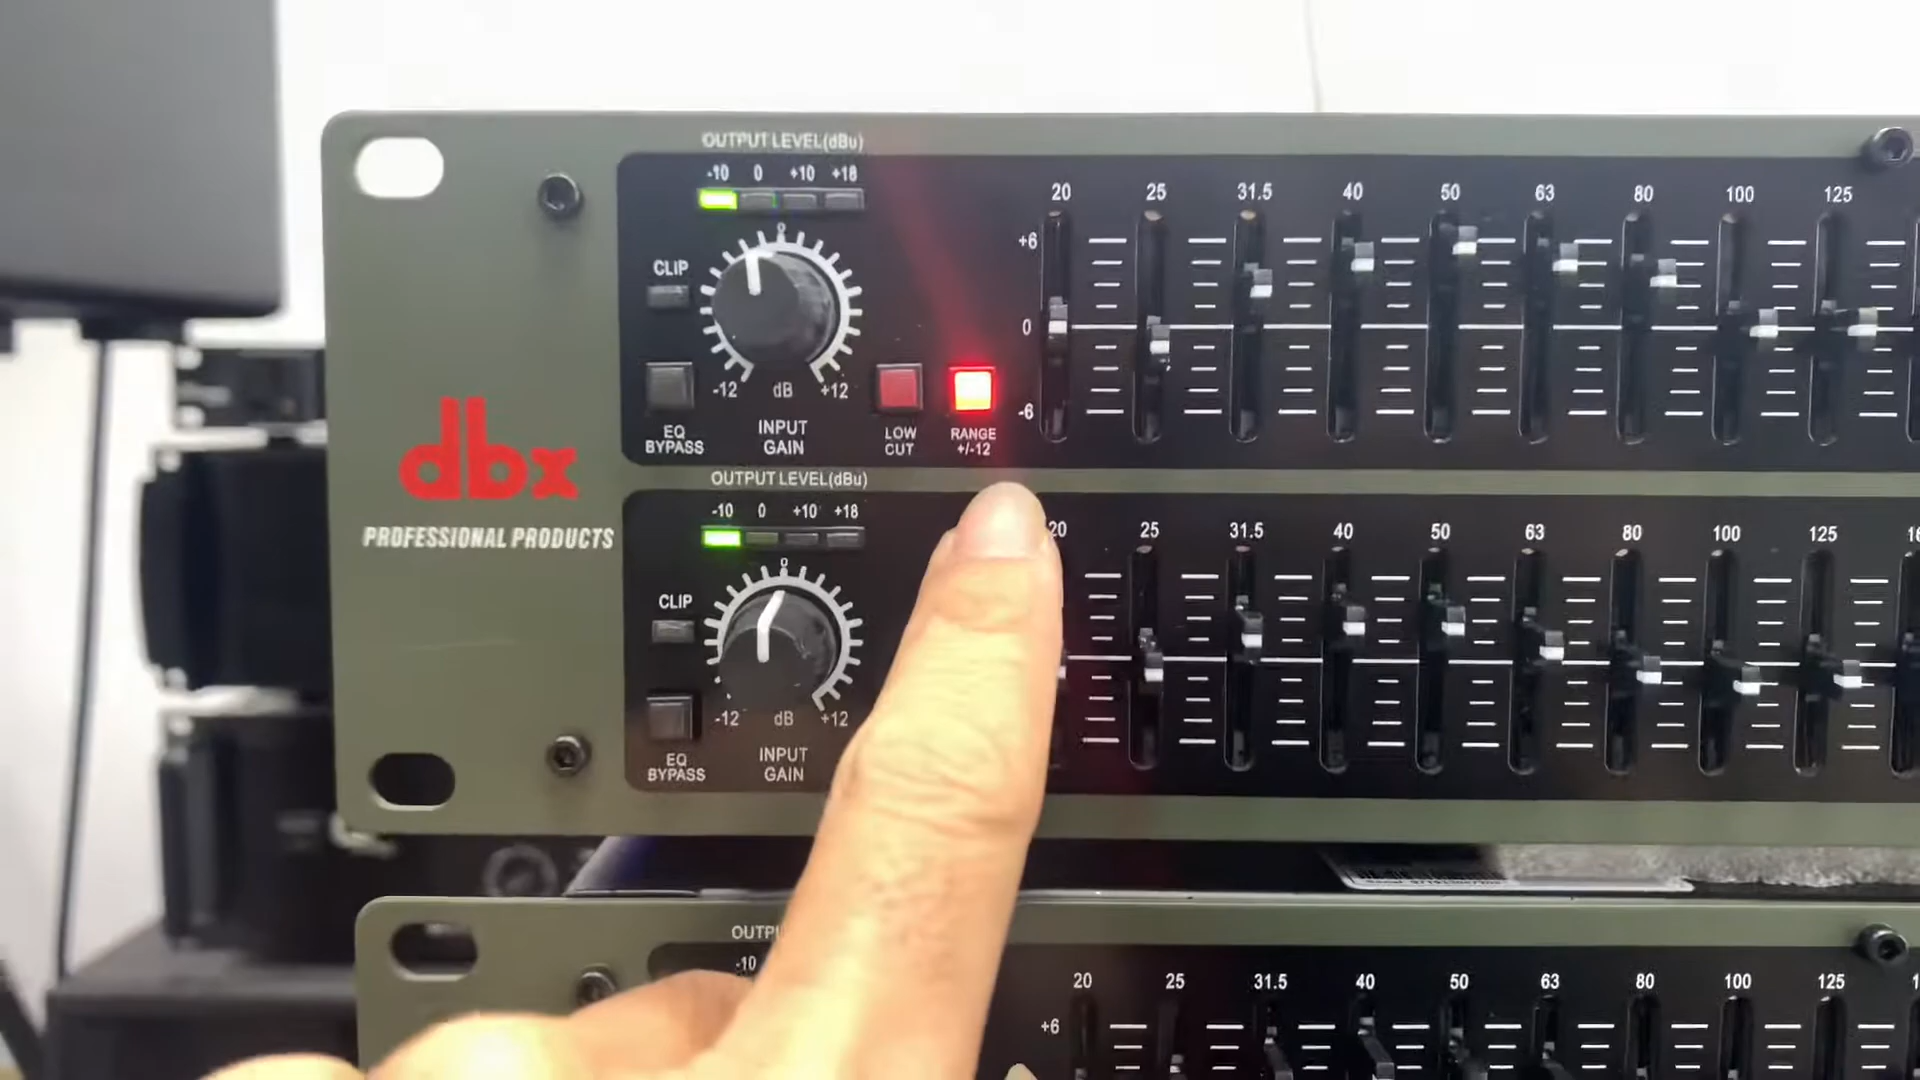 OUTPUT LEVEL(dBu)
-10 0 +10 +18
20 25 31.5 40 50 63 80 100 125
+6
0
CLIP
0
-6
-12 dB +12
EQ BYPASS
INPUT GAIN
LOW CUT
RANGE +/-12
dbx
PROFESSIONAL PRODUCTS
OUTPUT LEVEL(dBu)
-10 0 +10 +18
20 25 31.5 40 50 63 80 100 125
0
CLIP
-12 dB +12
EQ BYPASS
INPUT GAIN
-10
20 25 31.5 40 50 63 80 100 125
+6